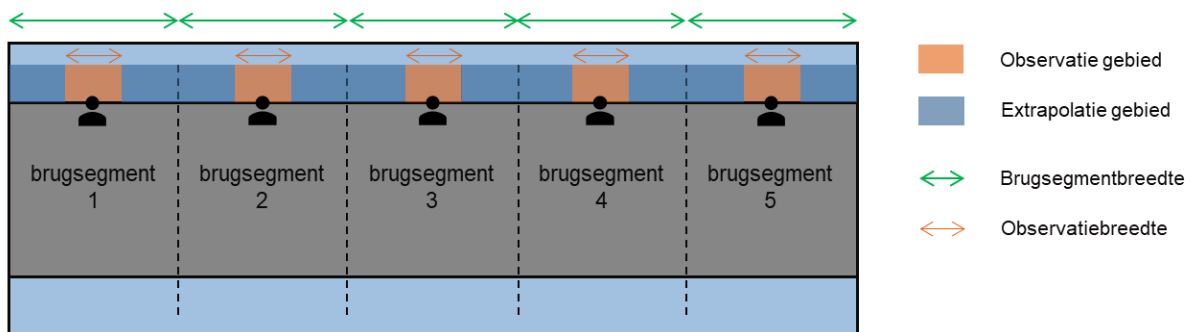 Observatie gebied
Extrapolatie gebied
brugsegment
1
brugsegment
2
brugsegment
3
brugsegment
4
brugsegment
5
Brugsegmentbreedte
Observatiebreedte